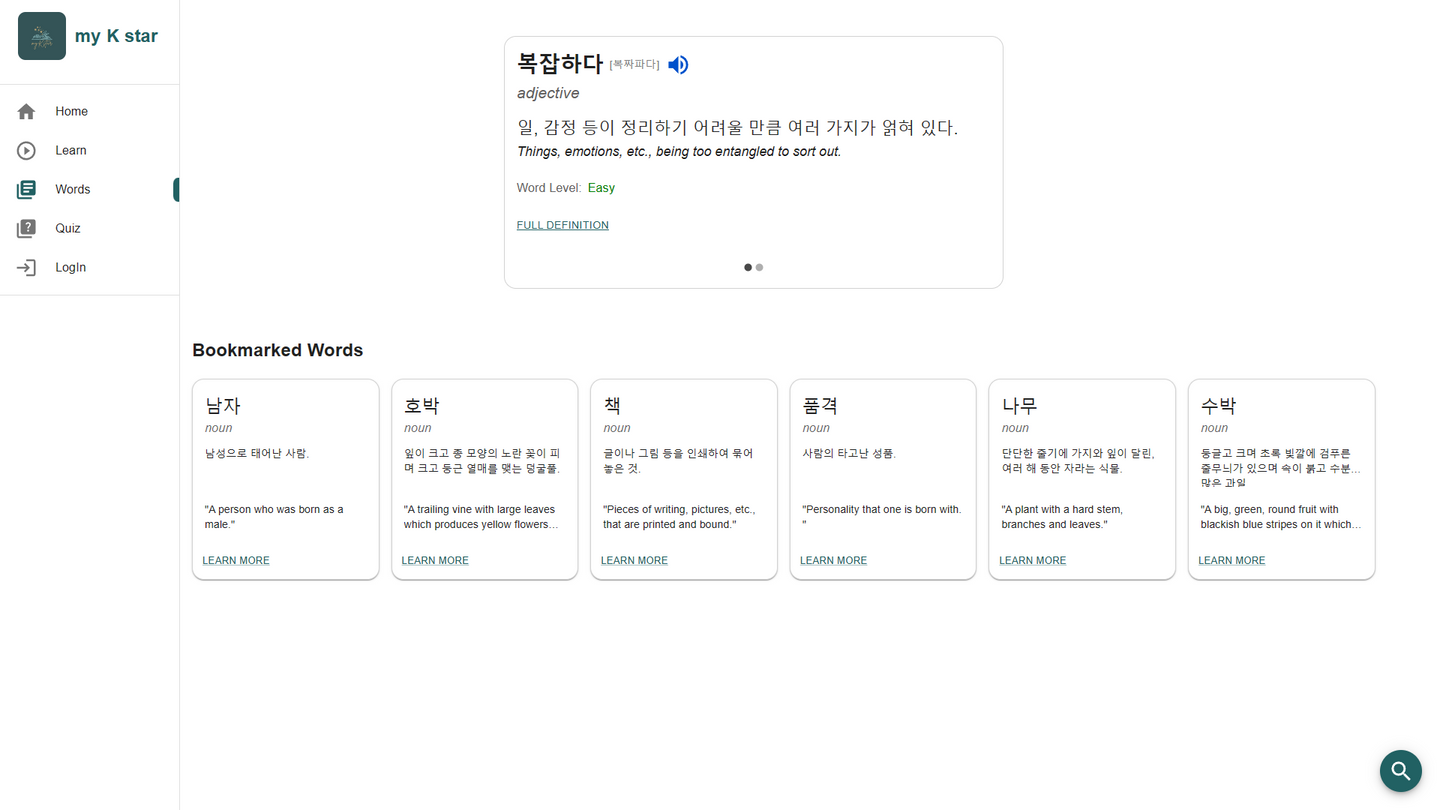 my K star
Home
Learn
Words
Quiz
LogIn
복잡하다 [복짜파다]
adjective
일, 감정 등이 정리하기 어려울 만큼 여러 가지가 얽혀 있다.
Things, emotions, etc., being too entangled to sort out.
Word Level: Easy
FULL DEFINITION
Bookmarked Words
남자
noun
남성으로 태어난 사람.
"A person who was born as a
male."
LEARN MORE
호박
noun
잎이 크고 종 모양의 노란 꽃이 피
며 크고 둥근 열매를 맺는 덩굴풀.
"A trailing vine with large leaves
which produces yellow flowers…
LEARN MORE
책
noun
글이나 그림 등을 인쇄하여 묶어
놓은 것.
"Pieces of writing, pictures, etc.,
that are printed and bound."
LEARN MORE
품격
noun
사람의 타고난 성품.
"Personality that one is born with.
"
LEARN MORE
나무
noun
단단한 줄기에 가지와 잎이 달린,
여러 해 동안 자라는 식물.
"A plant with a hard stem,
branches and leaves."
LEARN MORE
수박
noun
둥글고 크며 초록 빛깔에 검푸른
줄무늬가 있으며 속이 붉고 수분…
많은 과일
"A big, green, round fruit with
blackish blue stripes on it which…
LEARN MORE